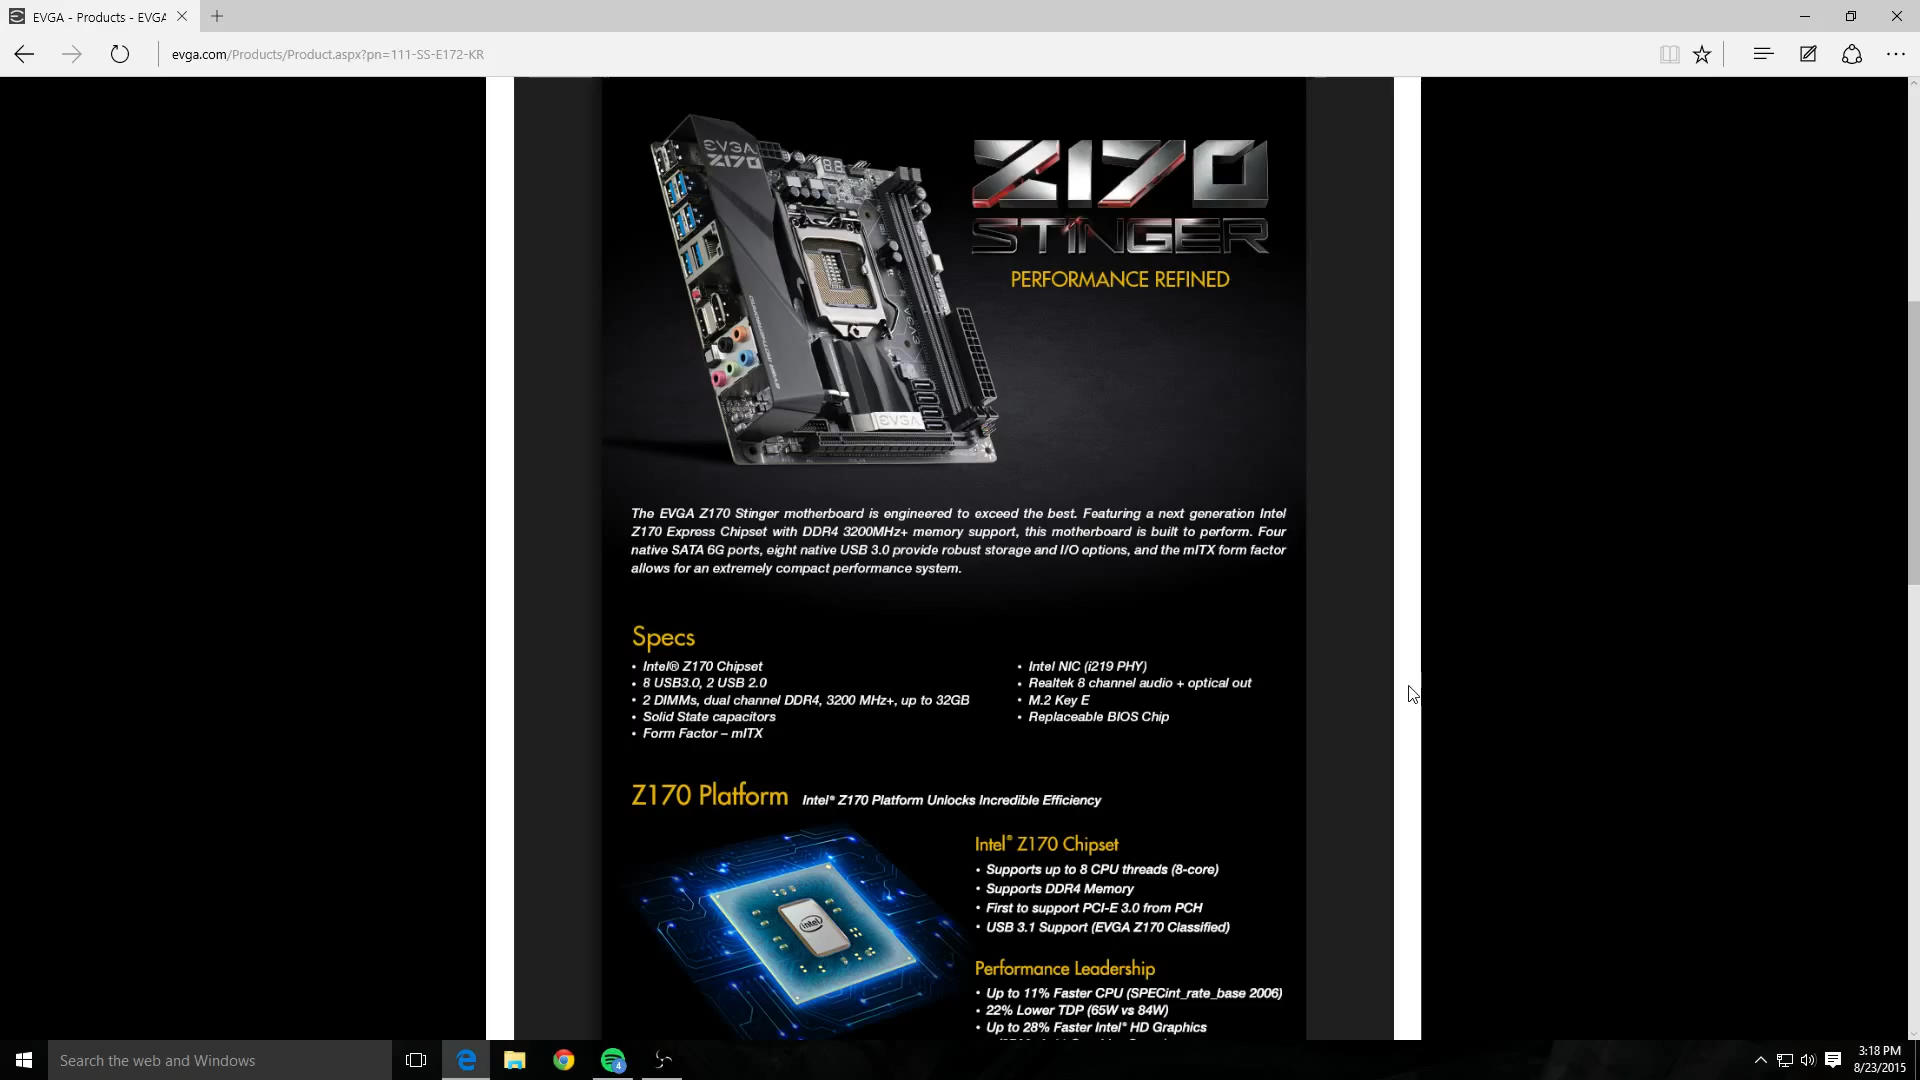 EVGA - Products - EVGA
evga.com/Products/Product.aspx?pn=111-SS-E172-KR
EVGA
Z170
8.8
Z170
STINGER
PERFORMANCE REFINED
EVGA
EVGA
The EVGA Z170 Stinger motherboard is engineered to exceed the best. Featuring a next generation Intel
Z170 Express Chipset with DDR4 3200MHz+ memory support, this motherboard is built to perform. Four
native SATA 6G ports, eight native USB 3.0 provide robust storage and I/O options, and the mITX form factor
allows for an extremely compact performance system.
Specs
• Intel® Z170 Chipset
• 8 USB3.0, 2 USB 2.0
• 2 DIMMs, dual channel DDR4, 3200 MHz+, up to 32GB
• Solid State capacitors
• Form Factor – mITX
• Intel NIC (i219 PHY)
• Realtek 8 channel audio + optical out
• M.2 Key E
• Replaceable BIOS Chip
Z170 Platform Intel® Z170 Platform Unlocks Incredible Efficiency
intel
Intel® Z170 Chipset
• Supports up to 8 CPU threads (8-core)
• Supports DDR4 Memory
• First to support PCI-E 3.0 from PCH
• USB 3.1 Support (EVGA Z170 Classified)
Performance Leadership
• Up to 11% Faster CPU (SPECint_rate_base 2006)
• 22% Lower TDP (65W vs 84W)
• Up to 28% Faster Intel® HD Graphics
Search the web and Windows
4
3:18 PM
8/23/2015